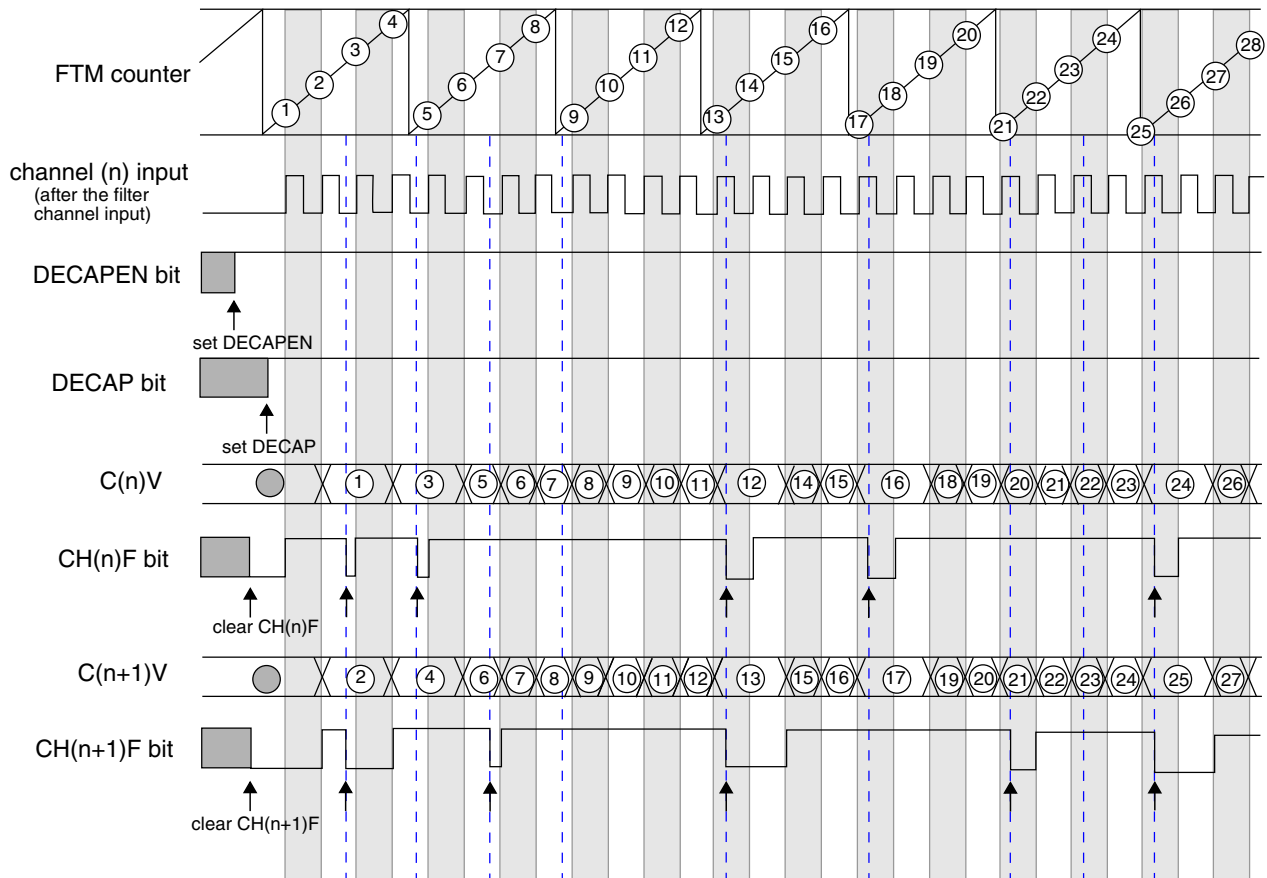 4 8 12 16 20 24 28
3 7 11 15 19 23 27
FTM counter 2 6 10 14 18 22 26
1 5 9 13 17 21 25
channel (n) input
(after the filter
channel input)
DECAPEN bit
set DECAPEN
DECAP bit
set DECAP
C(n)V 1 3 5 6 7 8 9 10 11 12 14 15 16 18 19 20 21 22 23 24 26
CH(n)F bit
clear CH(n)F
C(n+1)V 2 4 6 7 8 9 10 11 12 13 15 16 17 19 20 21 22 23 24 25 27
CH(n+1)F bit
clear CH(n+1)F